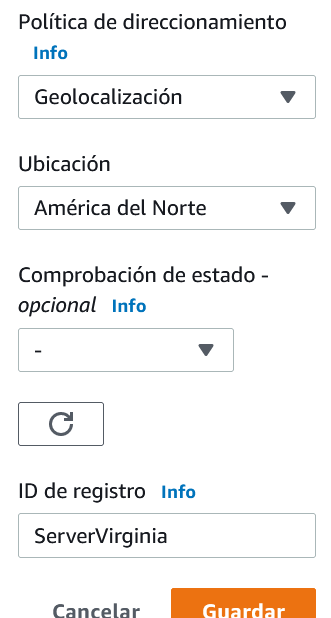 Política de direccionamiento
Info
Geolocalización
Ubicación
América del Norte
Comprobación de estado -
opcional Info
-
ID de registro Info
ServerVirginia
Cancelar Guardar